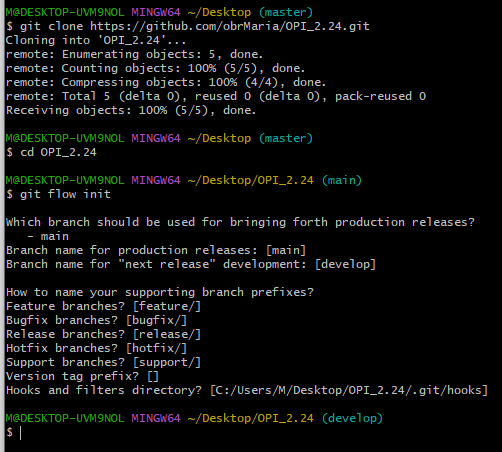 M@DESKTOP-UVM9NOL MINGW64 ~/Desktop (master)
$ git clone https://github.com/obrMaria/OPI_2.24.git
Cloning into 'OPI_2.24'...
remote: Enumerating objects: 5, done.
remote: Counting objects: 100% (5/5), done.
remote: Compressing objects: 100% (4/4), done.
remote: Total 5 (delta 0), reused 0 (delta 0), pack-reused 0
Receiving objects: 100% (5/5), done.
M@DESKTOP-UVM9NOL MINGW64 ~/Desktop (master)
$ cd OPI_2.24
M@DESKTOP-UVM9NOL MINGW64 ~/Desktop/OPI_2.24 (main)
$ git flow init
Which branch should be used for bringing forth production releases?
- main
Branch name for production releases: [main]
Branch name for "next release" development: [develop]
How to name your supporting branch prefixes?
Feature branches? [feature/]
Bugfix branches? [bugfix/]
Release branches? [release/]
Hotfix branches? [hotfix/]
Support branches? [support/]
Version tag prefix? []
Hooks and filters directory? [C:/Users/M/Desktop/OPI_2.24/.git/hooks]
M@DESKTOP-UVM9NOL MINGW64 ~/Desktop/OPI_2.24 (develop)
$